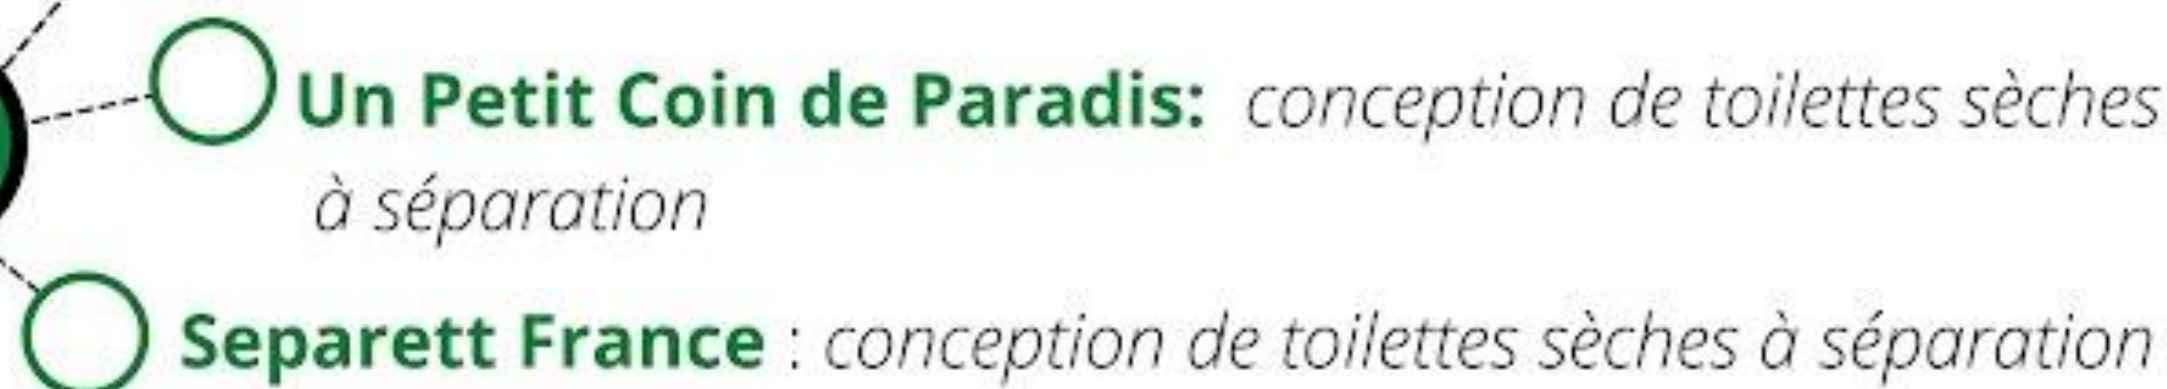 Un Petit Coin de Paradis: conception de toilettes sèches
à séparation
Separett France : conception de toilettes sèches à séparation